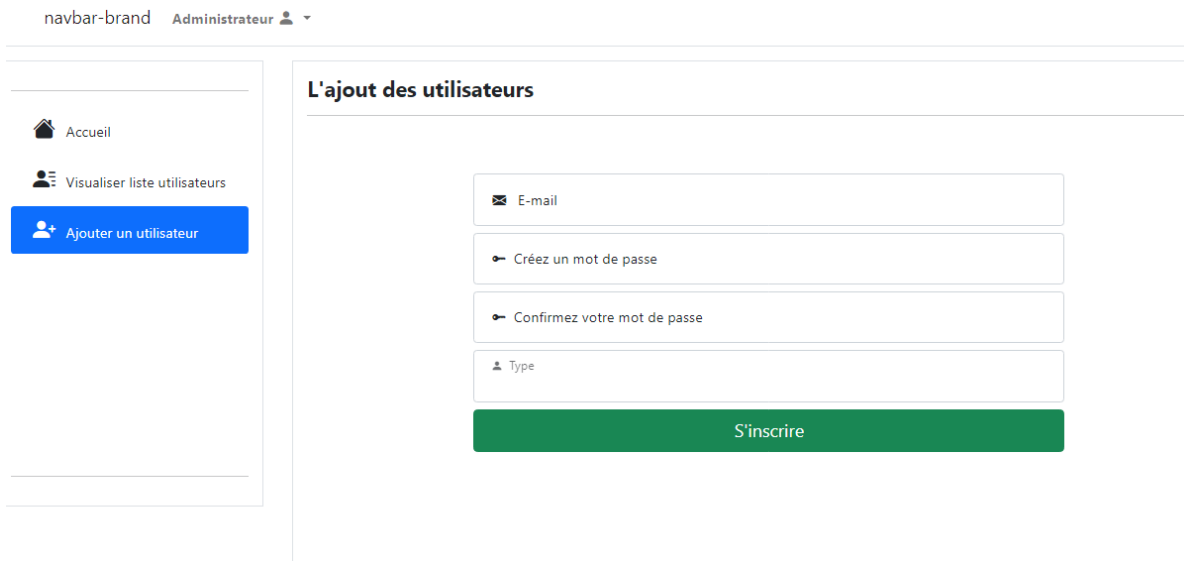 navbar-brand Administrateur
Accueil
Visualiser liste utilisateurs
Ajouter un utilisateur
L'ajout des utilisateurs
E-mail
Créez un mot de passe
Confirmez votre mot de passe
Type
S'inscrire